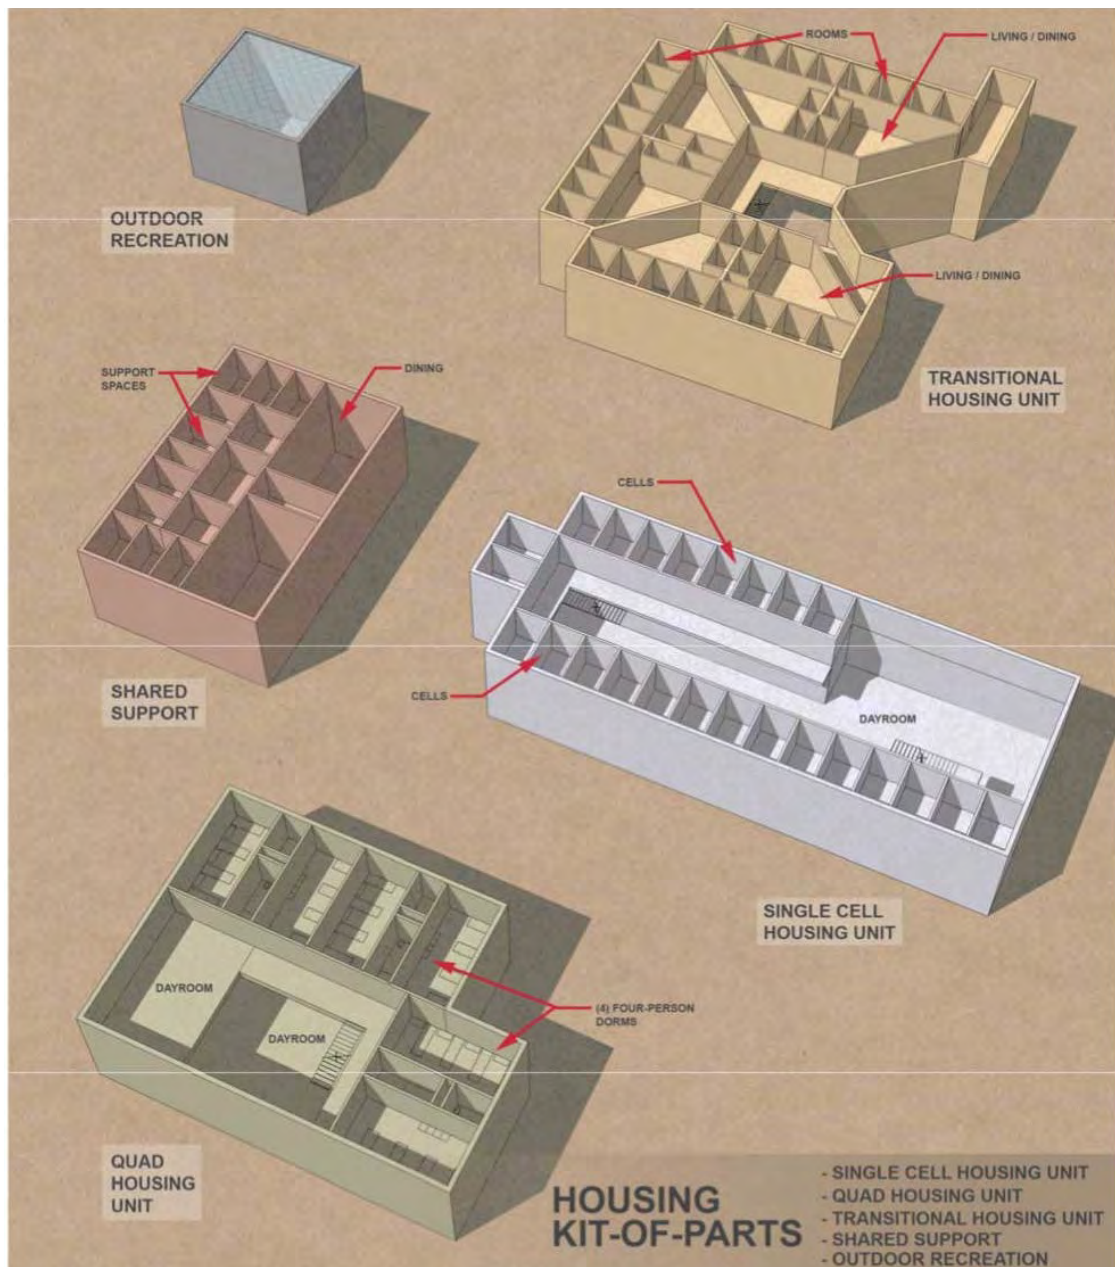 ROOMS
LIVING / DINING
OUTDOOR
RECREATION
LIVING / DINING
SUPPORT
SPACES
DINING
TRANSITIONAL
HOUSING UNIT
CELLS
SHARED
SUPPORT
CELLS
DAYROOM
SINGLE CELL
HOUSING UNIT
DAYROOM
DAYROOM
(4) FOUR-PERSON
DORMS
QUAD
HOUSING
UNIT
HOUSING
KIT-OF-PARTS
- SINGLE CELL HOUSING UNIT
- QUAD HOUSING UNIT
- TRANSITIONAL HOUSING UNIT
- SHARED SUPPORT
- OUTDOOR RECREATION